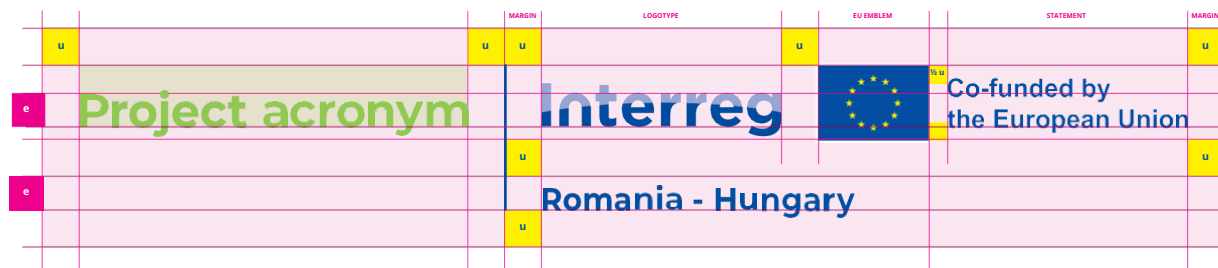 MARGIN LOGOTYPE EU EMBLEM STATEMENT MARGIN
u u u u u
½ u
e Project acronym Interreg Co-funded by
the European Union
u u
e Romania - Hungary
u